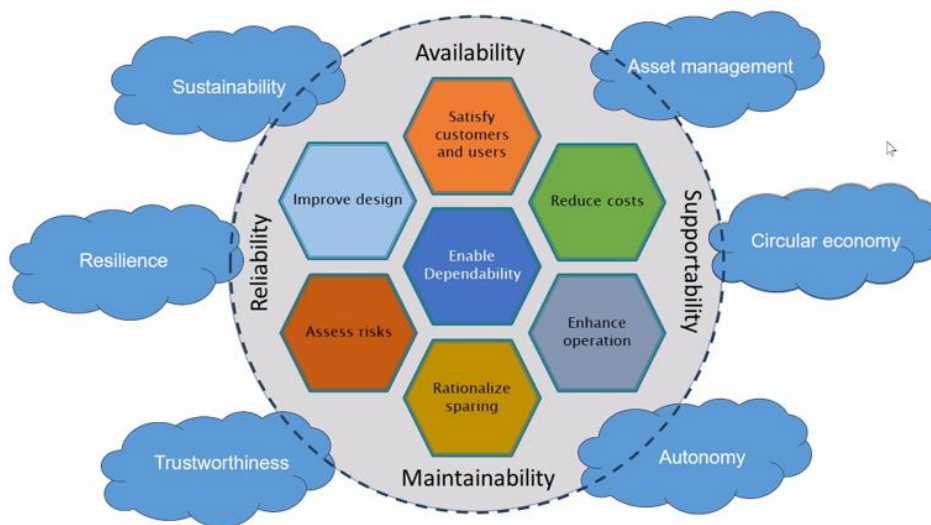 Availability
Sustainability
Asset management
Satisfy
customers
and users
Improve design
Reduce costs
Reliability
Supportability
Resilience
Enable
Dependability
Circular economy
Assess risks
Enhance
operation
Rationalize
sparing
Trustworthiness
Maintainability
Autonomy